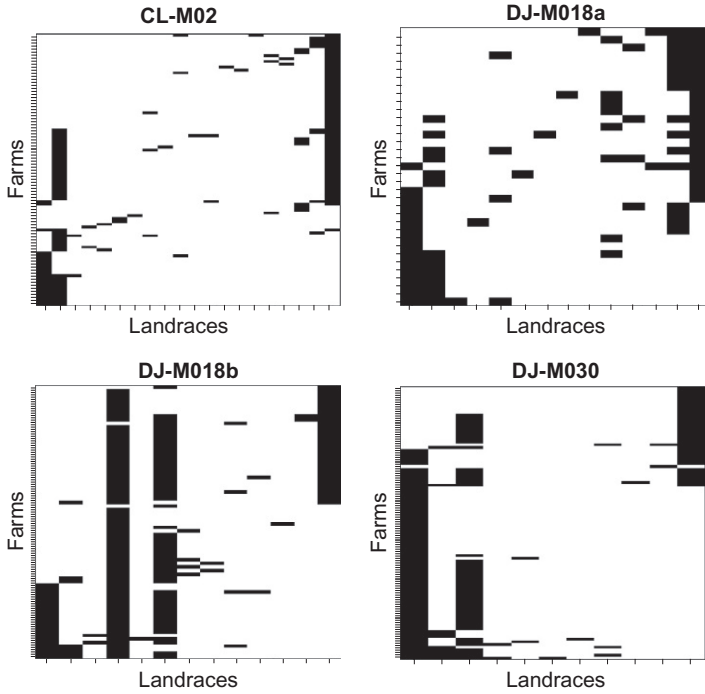 CL-M02
DJ-M018a
Farms
Farms
Landraces
Landraces
DJ-M018b
DJ-M030
Farms
Farms
Landraces
Landraces